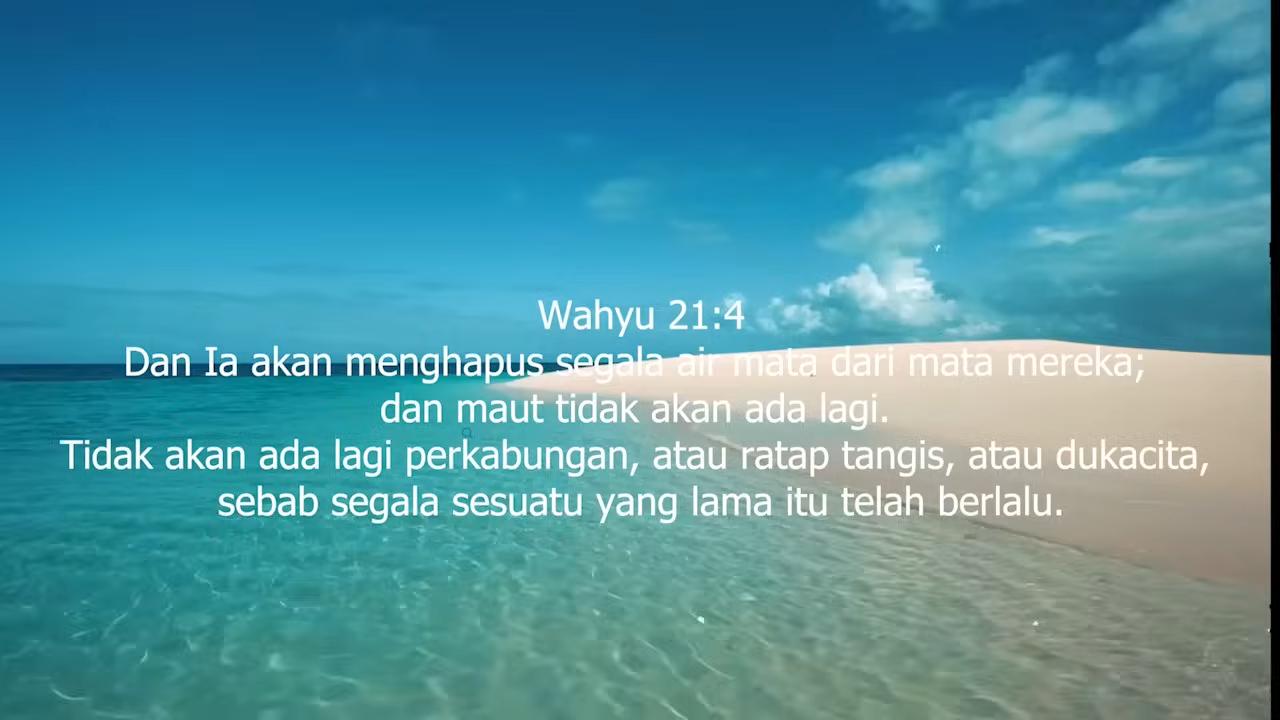 Wahyu 21:4
Dan Ia akan menghapus segala air mata dari mata mereka;
dan maut tidak akan ada lagi.
Tidak akan ada lagi perkabungan, atau ratap tangis, atau dukacita,
sebab segala sesuatu yang lama itu telah berlalu.